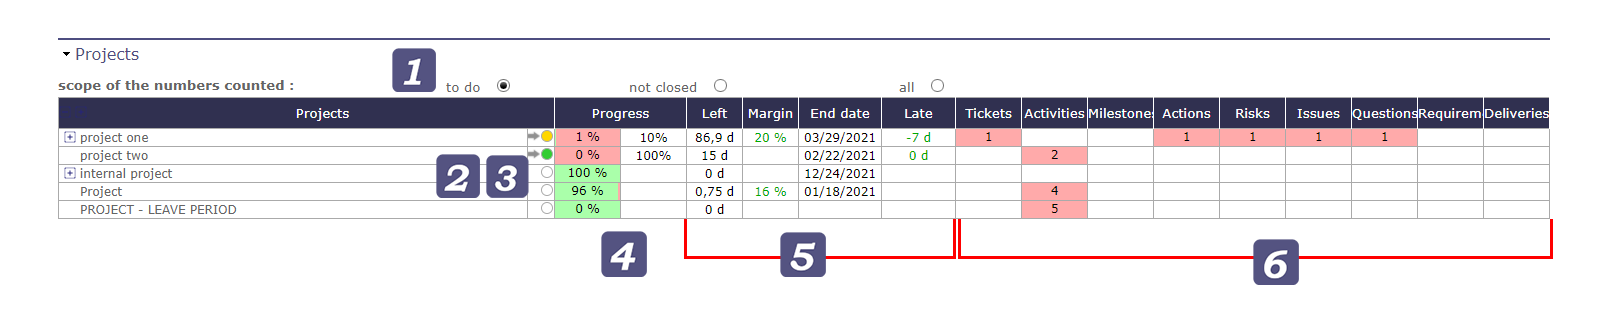 Projects
1
scope of the numbers counted : to do not closed all
Projects Progress Left Margin End date Late Tickets Activities Milestones Actions Risks Issues Questions Requirem Deliveries
project one 1 % 10% 86,9 d 20 % 03/29/2021 -7 d 1 1 1 1 1
project two 0 % 100% 15 d 02/22/2021 0 d 2
internal project 100 % 0 d 12/24/2021
2 3
Project 96 % 0,75 d 16 % 01/18/2021 4
PROJECT - LEAVE PERIOD 0 % 0 d 5
4 5 6